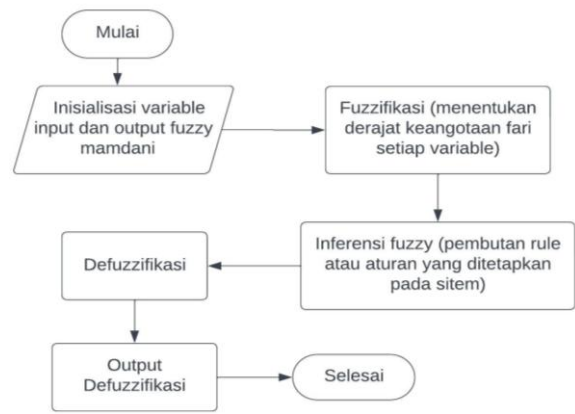 Mulai
Inisialisasi variable
input dan output fuzzy
mamdani
Fuzzifikasi (menentukan
derajat keangotaan fari
setiap variable)
Inferensi fuzzy (pembutan rule
atau aturan yang ditetapkan
pada sitem)
Defuzzifikasi
Output
Defuzzifikasi
Selesai